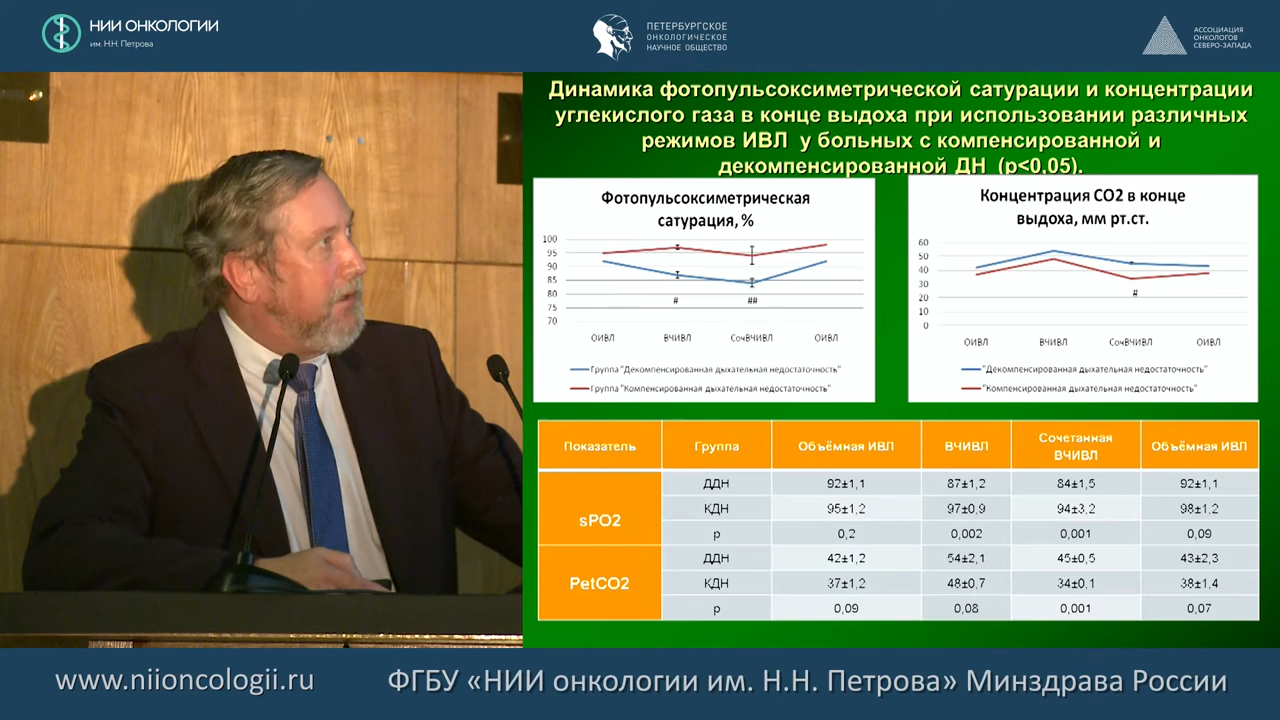 НИИ ОНКОЛОГИИ
им. Н.Н. Петрова
ПЕТЕРБУРГСКОЕ
ОНКОЛОГИЧЕСКОЕ
НАУЧНОЕ ОБЩЕСТВО
АССОЦИАЦИЯ
ОНКОЛОГОВ
СЕВЕРО-ЗАПАДА
Динамика фотопульсоксиметрической сатурации и концентрации
углекислого газа в конце выдоха при использовании различных
режимов ИВЛ у больных с компенсированной и
декомпенсированной ДН (p<0,05).
Фотопульсоксиметрическая
сатурация, %
100
95
90
85
80
75
70
# ##
ОИВЛ ВЧИВЛ СочВЧИВЛ ОИВЛ
Группа "Декомпенсированная дыхательная недостаточность"
Группа "Компенсированная дыхательная недостаточность"
Концентрация СО2 в конце
выдоха, мм рт.ст.
60
50
40
30
20
10
0
#
ОИВЛ ВЧИВЛ СочВЧИВЛ ОИВЛ
"Декомпенсированная дыхательная недостаточность"
"Компенсированная дыхательная недостаточность"
Показатель Группа Объёмная ИВЛ ВЧИВЛ Сочетанная ВЧИВЛ Объёмная ИВЛ
sPO2
ДДН 92±1,1 87±1,2 84±1,5 92±1,1
КДН 95±1,2 97±0,9 94±3,2 98±1,2
р 0,2 0,002 0,001 0,09
PetCO2
ДДН 42±1,2 54±2,1 45±0,5 43±2,3
КДН 37±1,2 48±0,7 34±0,1 38±1,4
р 0,09 0,08 0,001 0,07
www.niioncologii.ru
ФГБУ «НИИ онкологии им. Н.Н. Петрова» Минздрава России